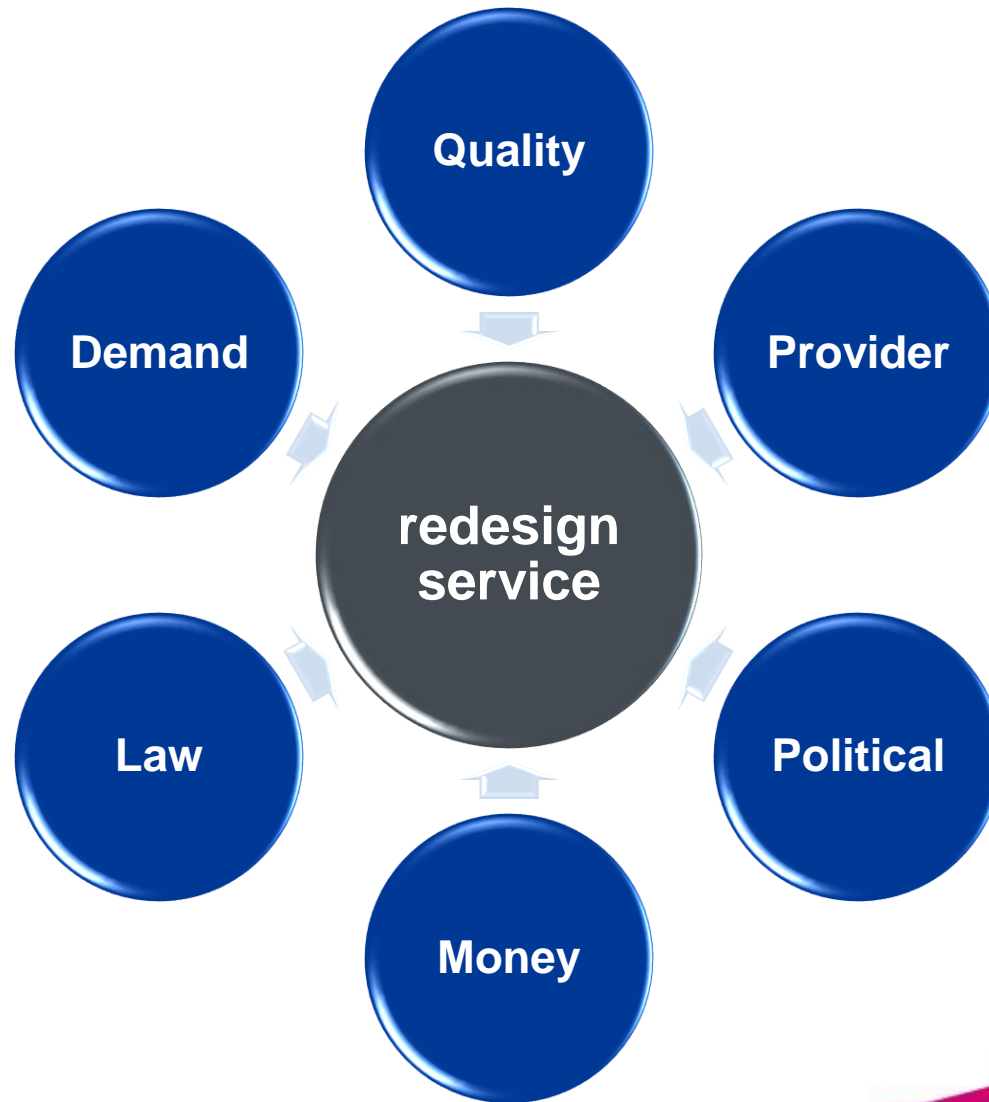 Quality
Demand
Provider
redesign
service
Law
Political
Money